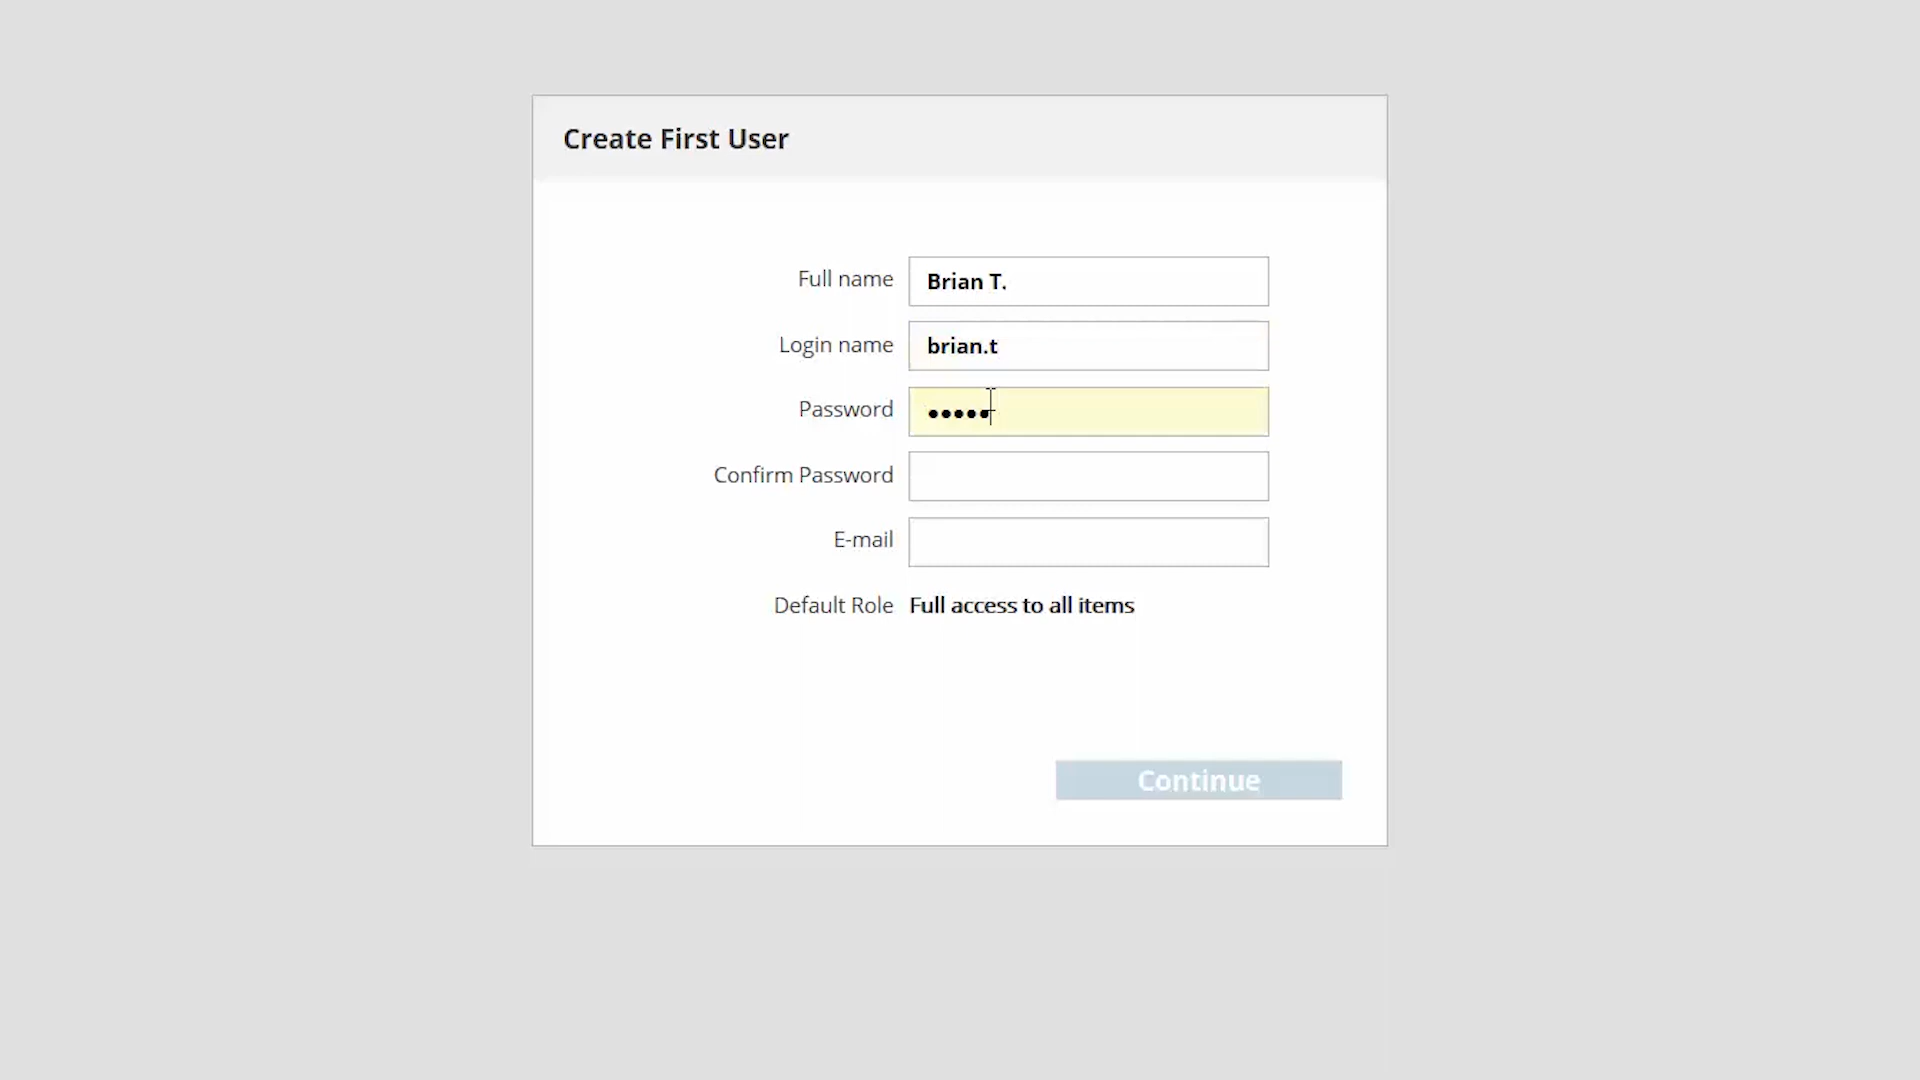 Create First User
Full name Brian T.
Login name brian.t
Password •••••
Confirm Password
E-mail
Default Role Full access to all items
Continue